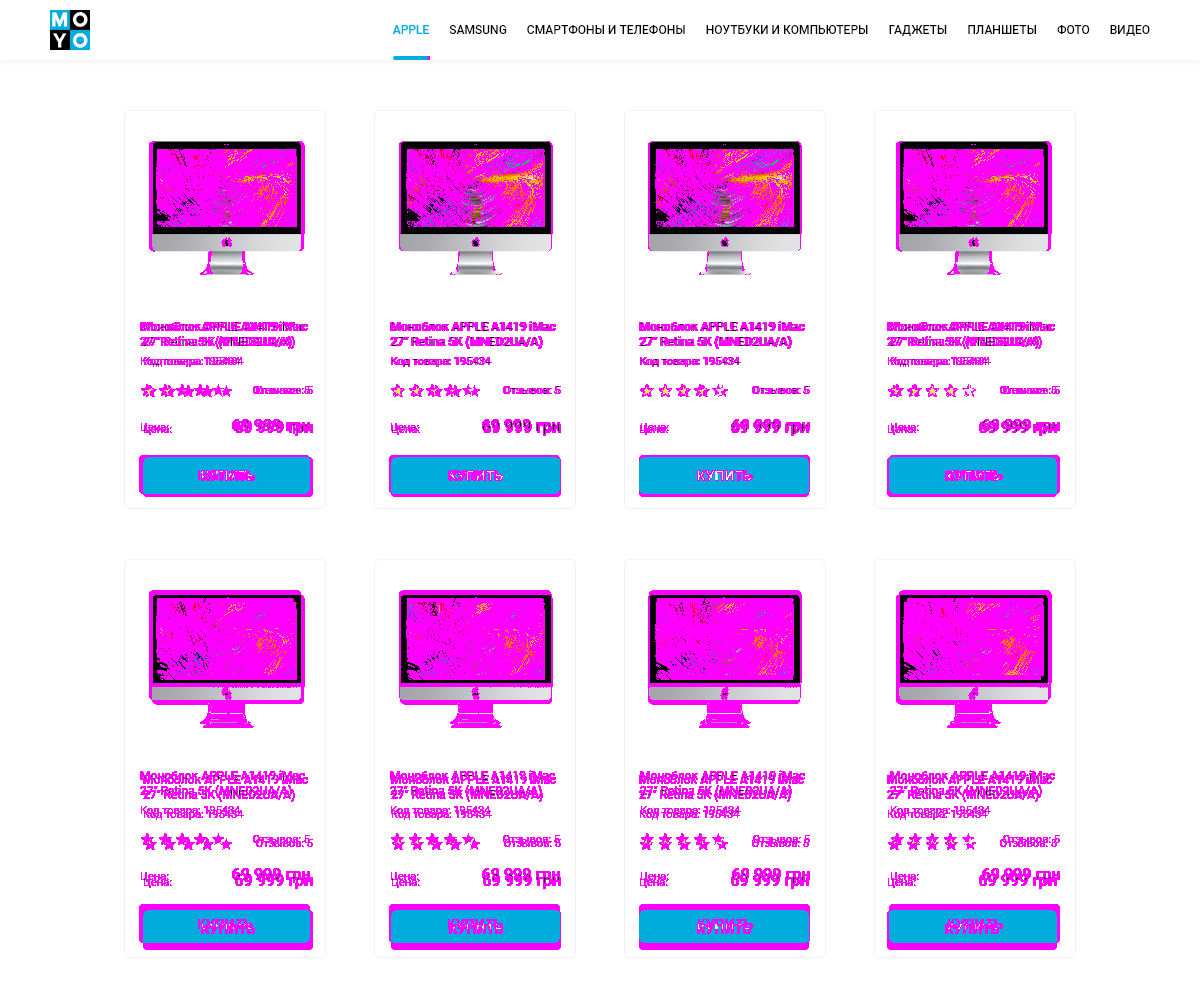 MOYO
APPLE SAMSUNG СМАРТФОНЫ И ТЕЛЕФОНЫ НОУТБУКИ И КОМПЬЮТЕРЫ ГАДЖЕТЫ ПЛАНШЕТЫ ФОТО ВИДЕО
Моноблок APPLE A1419 iMac
27" Retina 5K (MNED2UA/A)
Код товара: 195434
Отзывов: 5
Цена: 69 999 грн
КУПИТЬ
Моноблок APPLE A1419 iMac
27" Retina 5K (MNED2UA/A)
Код товара: 195434
Отзывов: 5
Цена: 69 999 грн
КУПИТЬ
Моноблок APPLE A1419 iMac
27" Retina 5K (MNED2UA/A)
Код товара: 195434
Отзывов: 5
Цена: 69 999 грн
КУПИТЬ
Моноблок APPLE A1419 iMac
27" Retina 5K (MNED2UA/A)
Код товара: 195434
Отзывов: 5
Цена: 69 999 грн
КУПИТЬ
Моноблок APPLE A1419 iMac
27" Retina 5K (MNED2UA/A)
Код товара: 195434
Отзывов: 5
Цена: 69 999 грн
КУПИТЬ
Моноблок APPLE A1419 iMac
27" Retina 5K (MNED2UA/A)
Код товара: 195434
Отзывов: 5
Цена: 69 999 грн
КУПИТЬ
Моноблок APPLE A1419 iMac
27" Retina 5K (MNED2UA/A)
Код товара: 195434
Отзывов: 5
Цена: 69 999 грн
КУПИТЬ
Моноблок APPLE A1419 iMac
27" Retina 5K (MNED2UA/A)
Код товара: 195434
Отзывов: 5
Цена: 69 999 грн
КУПИТЬ